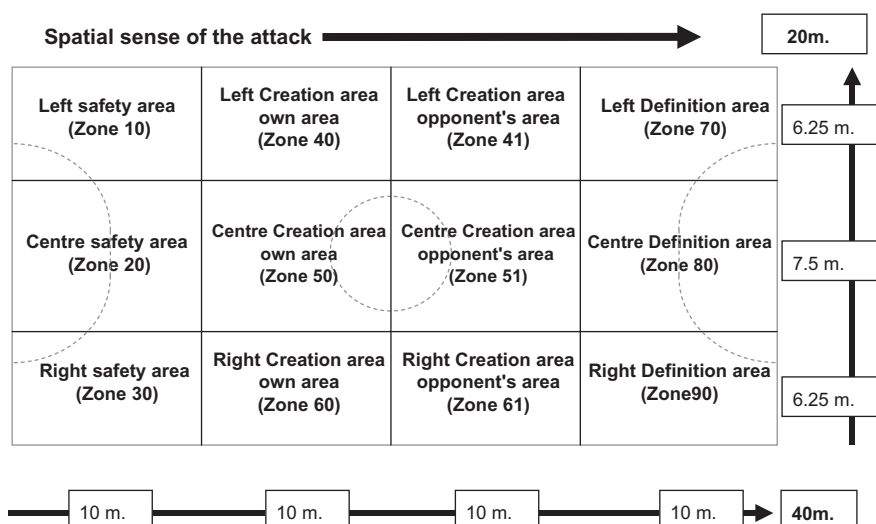 Spatial sense of the attack
20m.
Left safety area
(Zone 10)
Left Creation area
own area
(Zone 40)
Left Creation area
opponent's area
(Zone 41)
Left Definition area
(Zone 70)
6.25 m.
Centre safety area
(Zone 20)
Centre Creation area
own area
(Zone 50)
Centre Creation area
opponent's area
(Zone 51)
Centre Definition area
(Zone 80)
7.5 m.
Right safety area
(Zone 30)
Right Creation area
own area
(Zone 60)
Right Creation area
opponent's area
(Zone 61)
Right Definition area
(Zone90)
6.25 m.
10 m.
10 m.
10 m.
10 m.
40m.